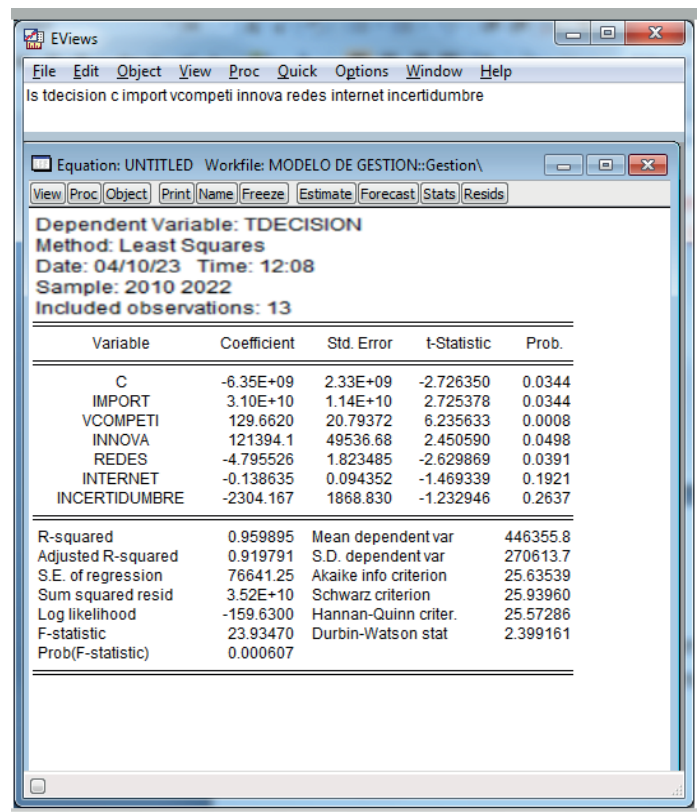 EViews
File Edit Object View Proc Quick Options Window Help
ls tdecision c import vcompeti innova redes internet incertidumbre
Equation: UNTITLED Workfile: MODELO DE GESTION::Gestion\
View Proc Object Print Name Freeze Estimate Forecast Stats Resids
Dependent Variable: TDECISION
Method: Least Squares
Date: 04/10/23 Time: 12:08
Sample: 2010 2022
Included observations: 13
Variable Coefficient Std. Error t-Statistic Prob.
C -6.35E+09 2.33E+09 -2.726350 0.0344
IMPORT 3.10E+10 1.14E+10 2.725378 0.0344
VCOMPETI 129.6620 20.79372 6.235633 0.0008
INNOVA 121394.1 49536.68 2.450590 0.0498
REDES -4.795526 1.823485 -2.629869 0.0391
INTERNET -0.138635 0.094352 -1.469339 0.1921
INCERTIDUMBRE -2304.167 1868.830 -1.232946 0.2637
R-squared 0.959895 Mean dependent var 446355.8
Adjusted R-squared 0.919791 S.D. dependent var 270613.7
S.E. of regression 76641.25 Akaike info criterion 25.63539
Sum squared resid 3.52E+10 Schwarz criterion 25.93960
Log likelihood -159.6300 Hannan-Quinn criter. 25.57286
F-statistic 23.93470 Durbin-Watson stat 2.399161
Prob(F-statistic) 0.000607